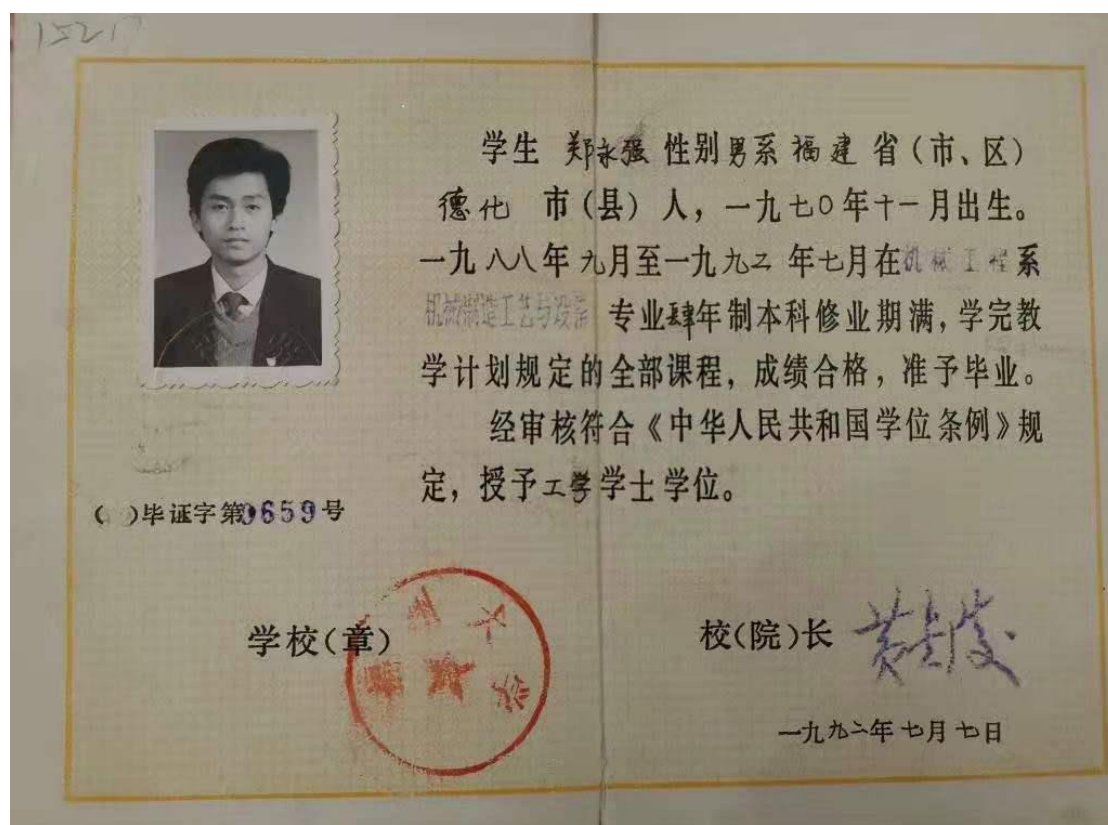 学生 郑永强 性别男系福建省(市、区)
德化 市(县)人，一九七〇年十一月出生。
一九八八年九月至一九九二年七月在机械工程系
机械制造工艺与设备 专业肆年制本科修业期满，学完教
学计划规定的全部课程，成绩合格，准予毕业。
经审核符合《中华人民共和国学位条例》规
定，授予工学学士学位。
( )毕证字第9659号
学校(章)
校(院)长
一九九二年七月七日